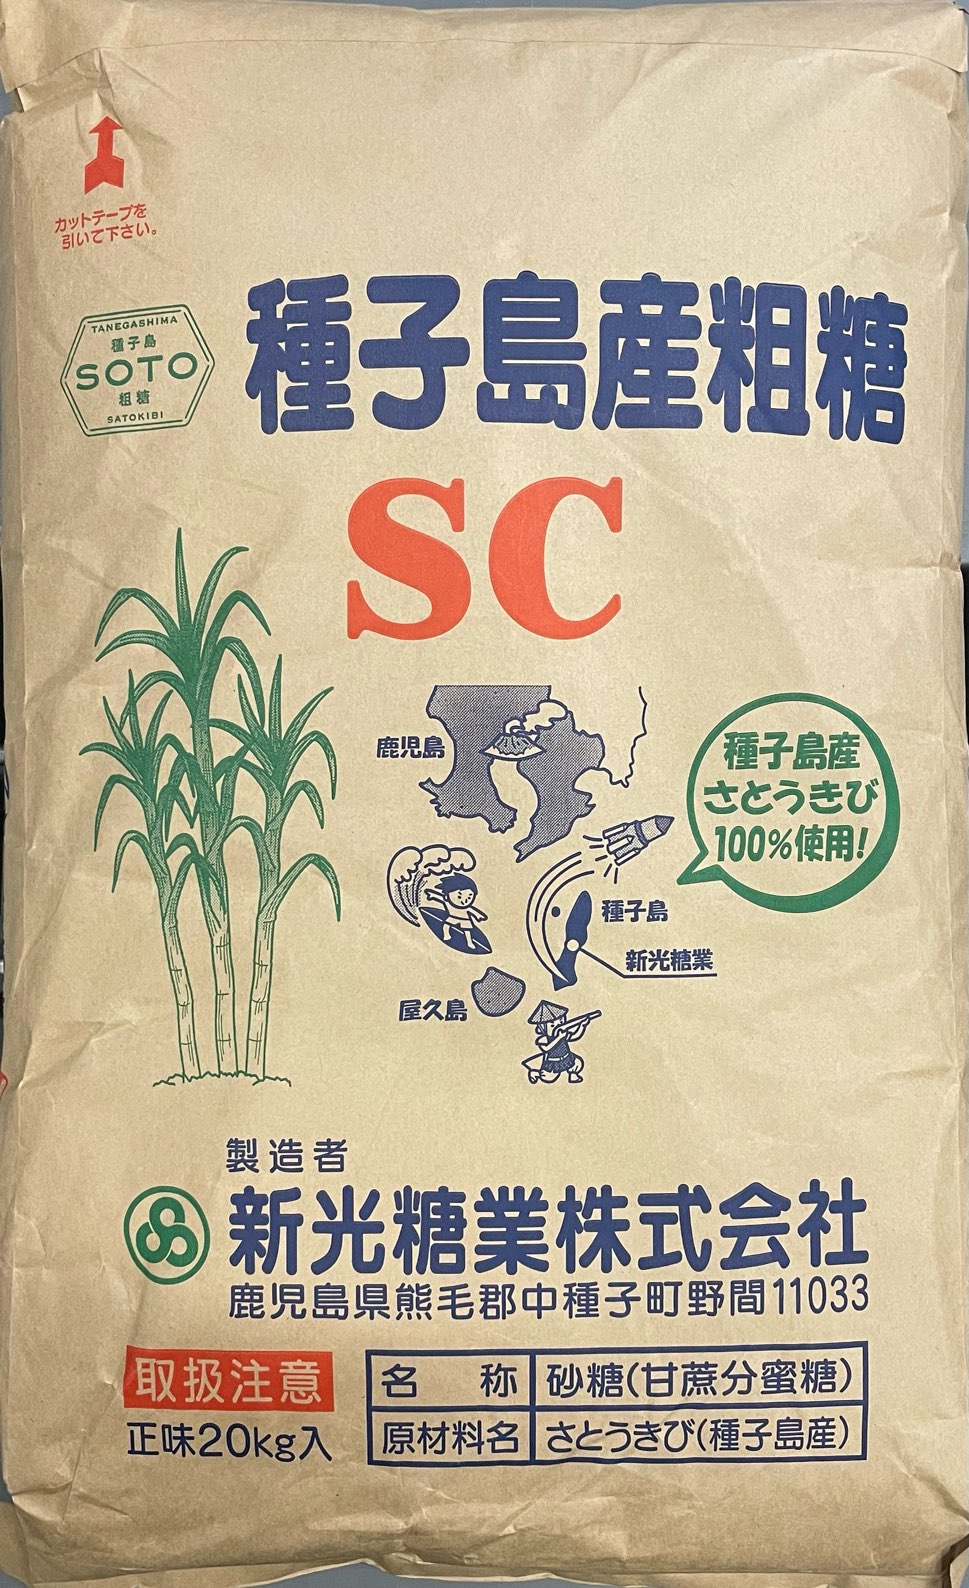 カットテープを
引いて下さい。
TANEGASHIMA
種子島
SOTO
粗糖
SATOKIBI
種子島産粗糖
SC
鹿児島
種子島産
さとうきび
100%使用!
種子島
新光糖業
屋久島
製造者
新光糖業株式会社
鹿児島県熊毛郡中種子町野間11033
取扱注意
正味20kg入
名 称 砂糖(甘蔗分蜜糖)
原材料名 さとうきび(種子島産)